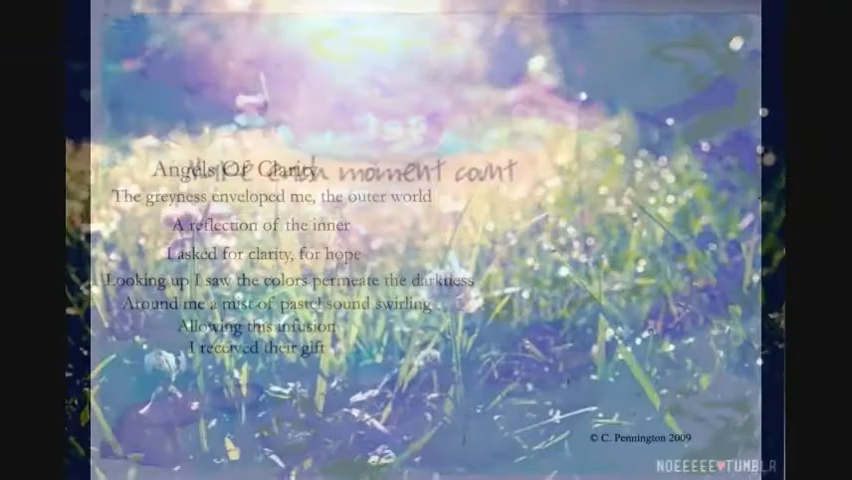 Angels Of Clarity
make each moment count
The greyness enveloped me, the outer world
A reflection of the inner
I asked for clarity, for hope
Looking up I saw the colors permeate the darkness
Around me a mist of pastel sound swirling
Allowing this infusion
I received their gift
© C. Pennington 2009
NOEEEEE♥TUMBLR